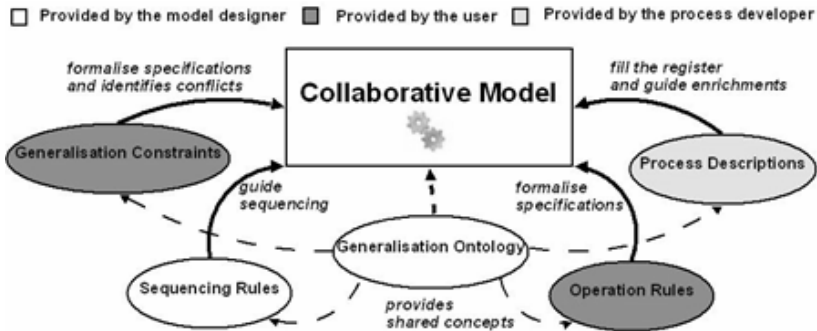 Provided by the model designer Provided by the user Provided by the process developer
formalise specifications
and identifies conflicts
fill the register
and guide enrichments
Collaborative Model
Generalisation Constraints
Process Descriptions
guide
sequencing
formalise
specifications
Generalisation Ontology
Sequencing Rules
Operation Rules
provides
shared concepts